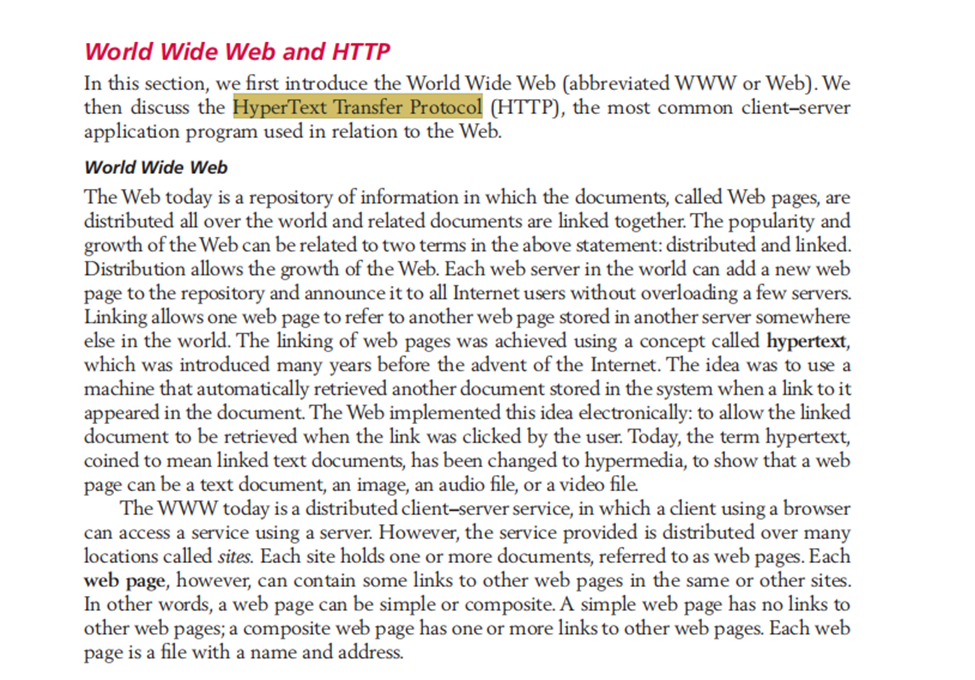 World Wide Web and HTTP
In this section, we first introduce the World Wide Web (abbreviated WWW or Web). We
then discuss the HyperText Transfer Protocol (HTTP), the most common client–server
application program used in relation to the Web.
World Wide Web
The Web today is a repository of information in which the documents, called Web pages, are
distributed all over the world and related documents are linked together. The popularity and
growth of the Web can be related to two terms in the above statement: distributed and linked.
Distribution allows the growth of the Web. Each web server in the world can add a new web
page to the repository and announce it to all Internet users without overloading a few servers.
Linking allows one web page to refer to another web page stored in another server somewhere
else in the world. The linking of web pages was achieved using a concept called hypertext,
which was introduced many years before the advent of the Internet. The idea was to use a
machine that automatically retrieved another document stored in the system when a link to it
appeared in the document. The Web implemented this idea electronically: to allow the linked
document to be retrieved when the link was clicked by the user. Today, the term hypertext,
coined to mean linked text documents, has been changed to hypermedia, to show that a web
page can be a text document, an image, an audio file, or a video file.
The WWW today is a distributed client–server service, in which a client using a browser
can access a service using a server. However, the service provided is distributed over many
locations called sites. Each site holds one or more documents, referred to as web pages. Each
web page, however, can contain some links to other web pages in the same or other sites.
In other words, a web page can be simple or composite. A simple web page has no links to
other web pages; a composite web page has one or more links to other web pages. Each web
page is a file with a name and address.